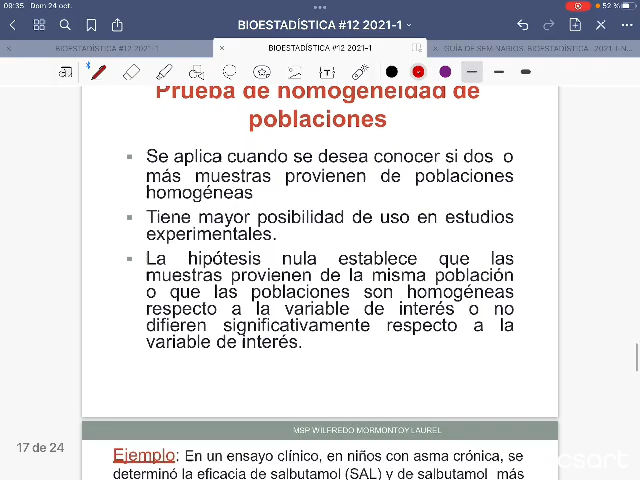 09:35 Dom 24 oct.
52 %
BIOESTADÍSTICA #12 2021-1
BIOESTADÍSTICA #12 2021-1
BIOESTADÍSTICA #12 2021-1
GUÍA DE SEMINARIOS BIOESTADÍSTICA -2021-I
Prueba de homogeneidad de
poblaciones
Se aplica cuando se desea conocer si dos o
más muestras provienen de poblaciones
homogéneas
Tiene mayor posibilidad de uso en estudios
experimentales.
La hipótesis nula establece que las
muestras provienen de la misma población
o que las poblaciones son homogéneas
respecto a la variable de interés o no
difieren significativamente respecto a la
variable de interés.
MSP WILFREDO MORMONTOY LAUREL
17 de 24
Ejemplo: En un ensayo clínico, en niños con asma crónica, se
determinó la eficacia de salbutamol (SAL) y de salbutamol más